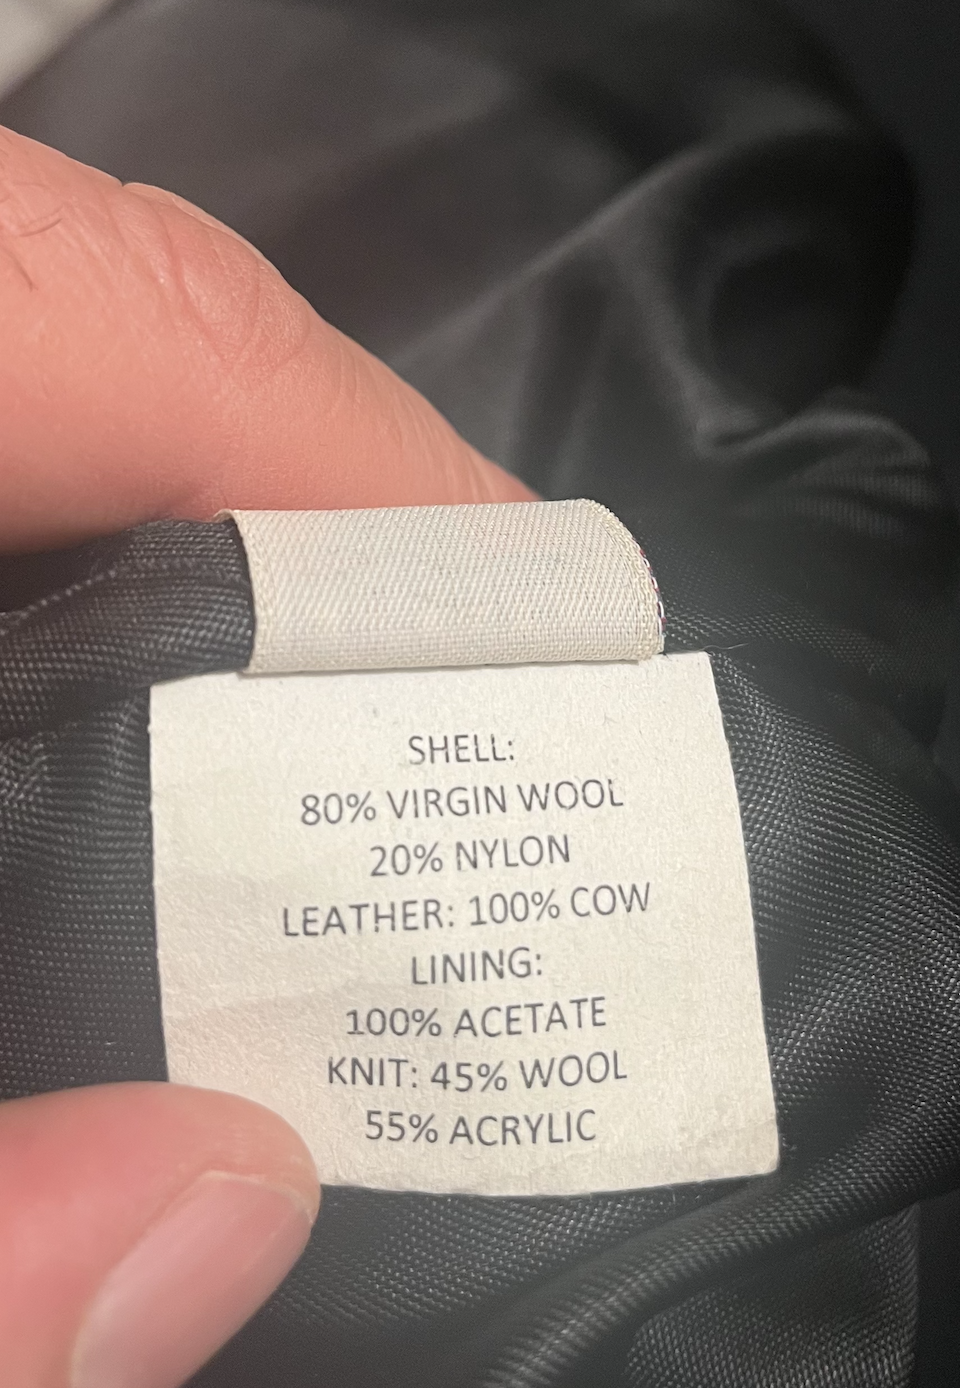 SHELL:
80% VIRGIN WOOL
20% NYLON
LEATHER: 100% COW
LINING:
100% ACETATE
KNIT: 45% WOOL
55% ACRYLIC